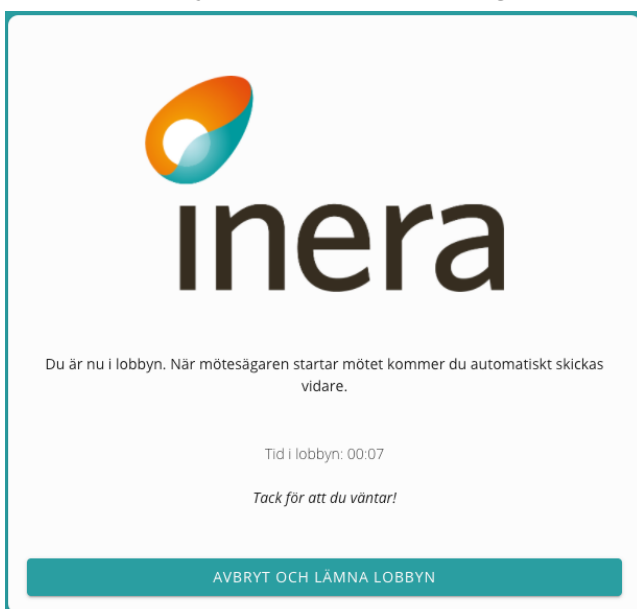 inera
Du är nu i lobbyn. När mötesägaren startar mötet kommer du automatiskt skickas
vidare.
Tid i lobbyn: 00:07
Tack för att du väntar!
AVBRYT OCH LÄMNA LOBBYN